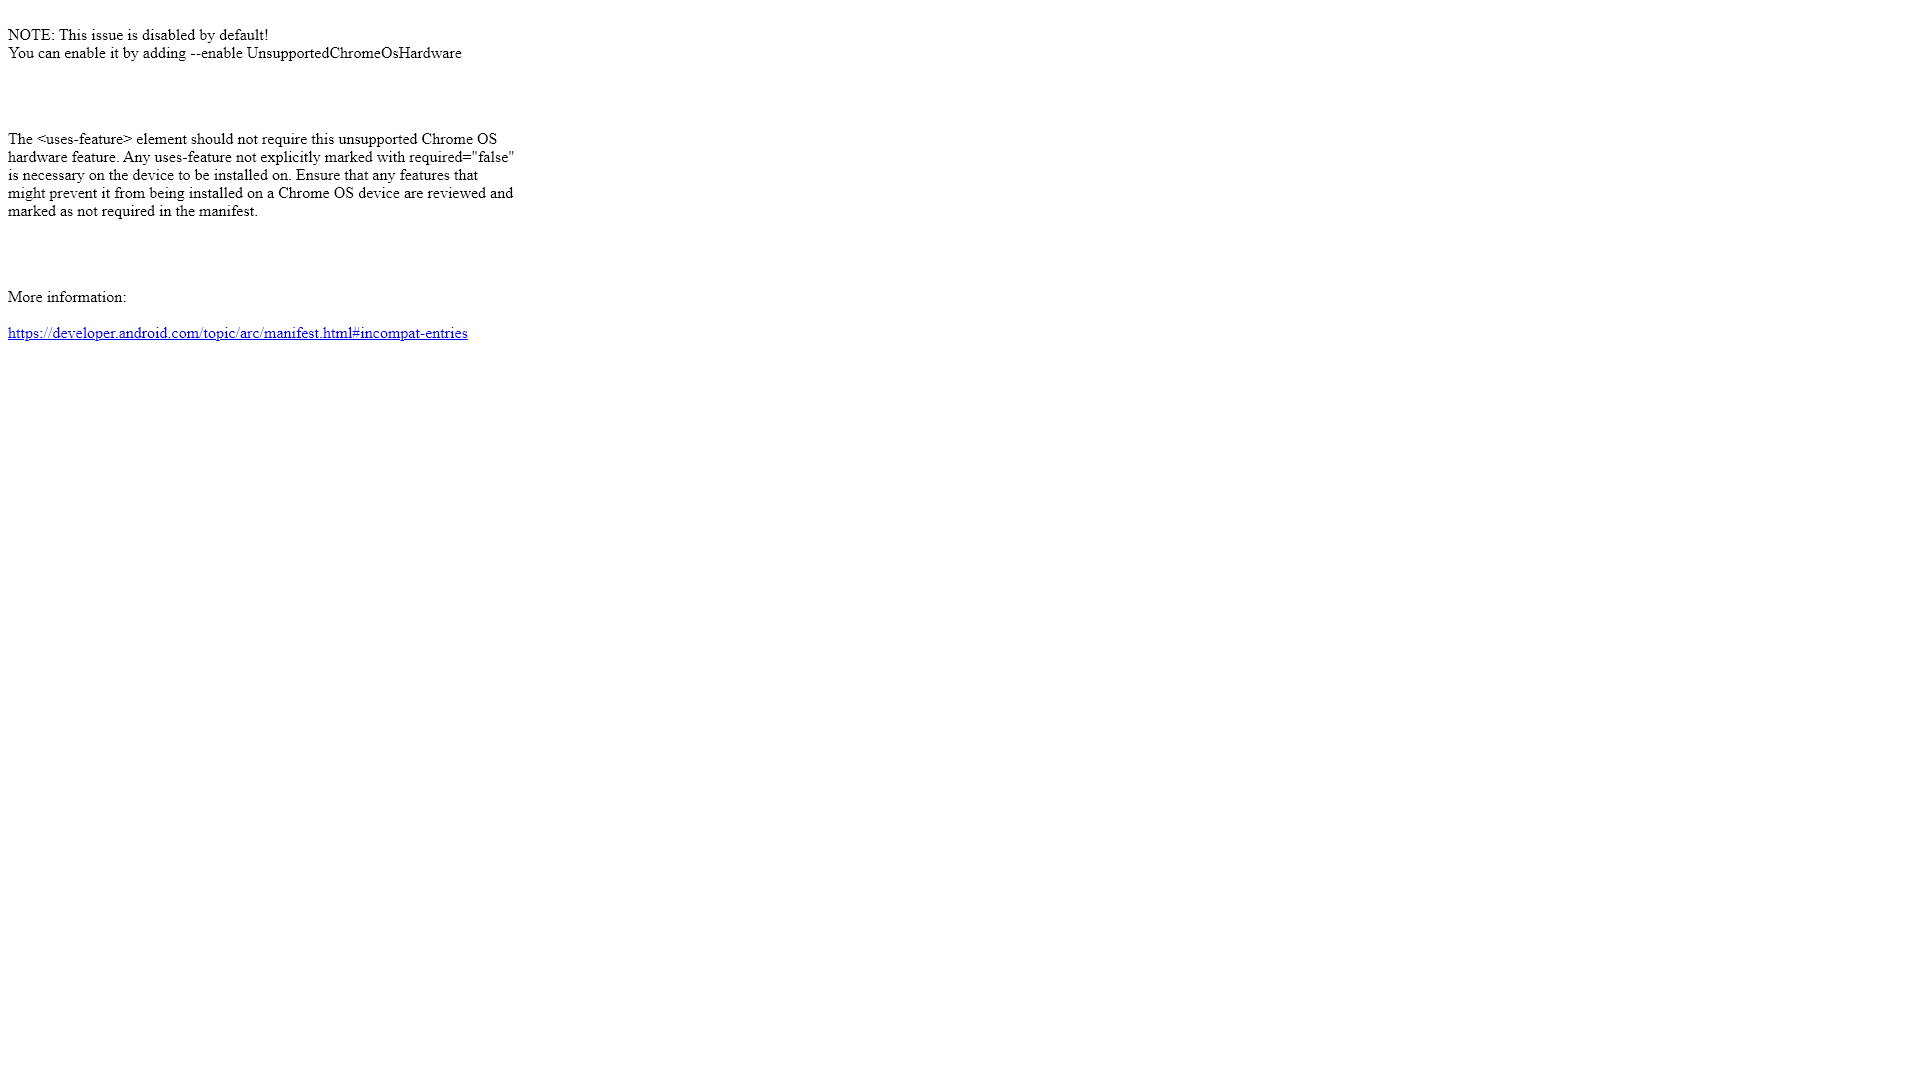 NOTE: This issue is disabled by default!
You can enable it by adding --enable UnsupportedChromeOsHardware
The <uses-feature> element should not require this unsupported Chrome OS
hardware feature. Any uses-feature not explicitly marked with required="false"
is necessary on the device to be installed on. Ensure that any features that
might prevent it from being installed on a Chrome OS device are reviewed and
marked as not required in the manifest.
More information:
https://developer.android.com/topic/arc/manifest.html#incompat-entries